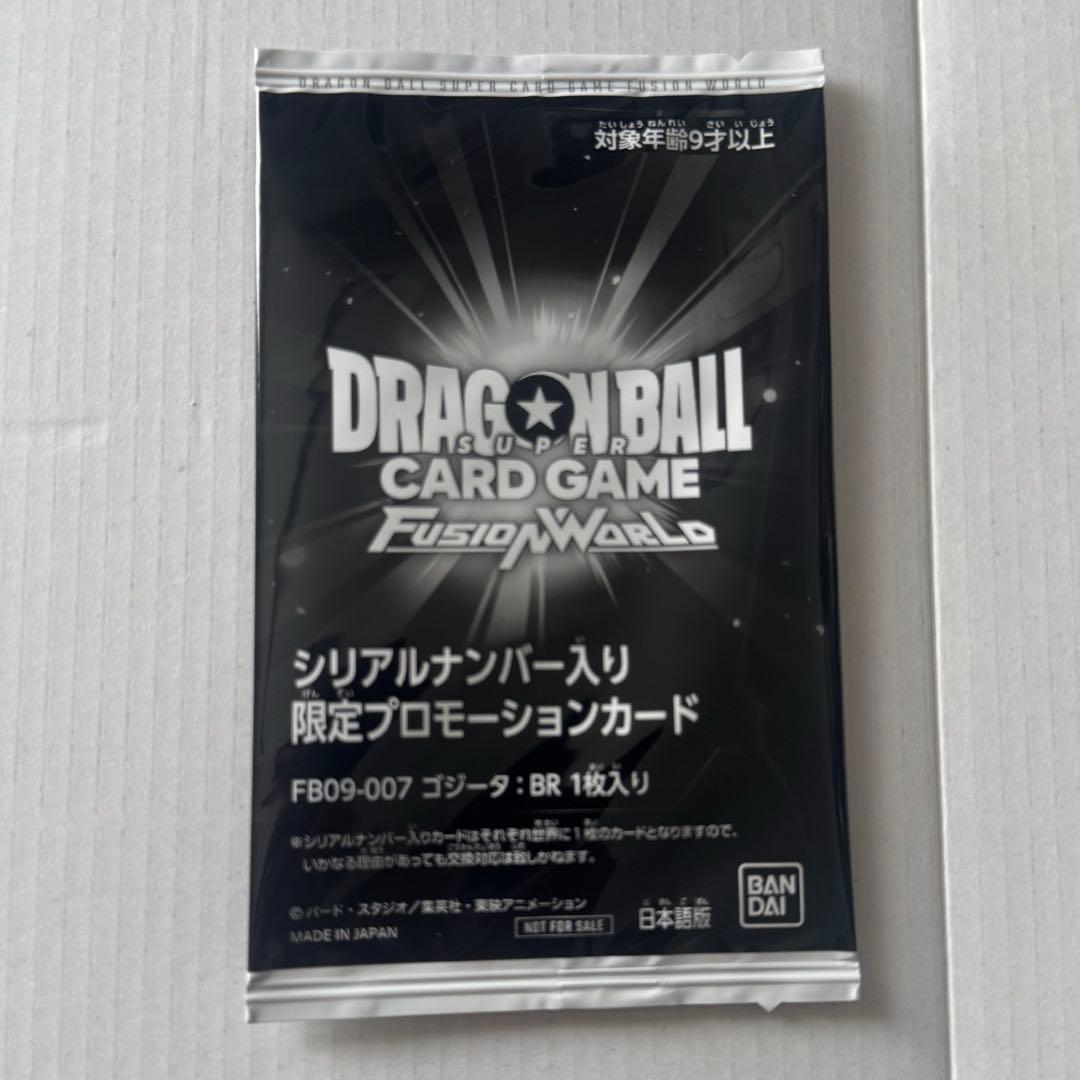 DRAGON BALL SUPER CARD GAME FUSION WORLD
たいしょう ねんれい さい い じょう
対象年齢9才以上
DRAGON BALL
SUPER
CARD GAME
FUSION WORLD
い
シリアルナンバー入り
げん てい
限定プロモーションカード
FB09-007 ゴジータ：BR 1枚入り
※シリアルナンバー入りカードはそれぞれ世界に1枚のカードとなりますので、
いかなる理由があっても交換対応は致しかねます。
©バード・スタジオ／集英社・東映アニメーション
MADE IN JAPAN
NOT FOR SALE
日本語版
BAN
DAI